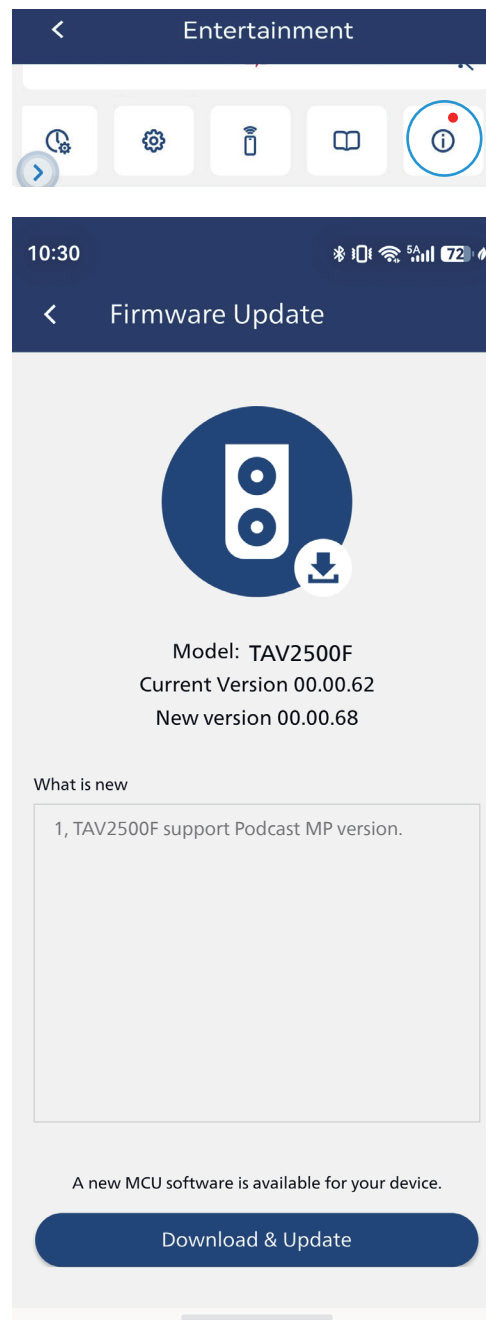 Entertainment
10:30
5A 72
Firmware Update
Model: TAV2500F
Current Version 00.00.62
New version 00.00.68
What is new
1, TAV2500F support Podcast MP version.
A new MCU software is available for your device.
Download & Update